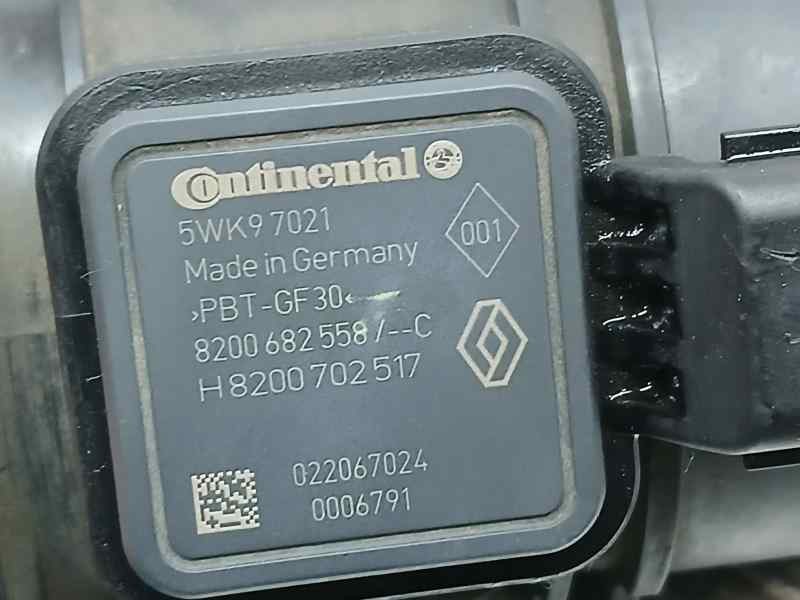 Continental
5WK9 7021
001
Made in Germany
>PBT-GF30<
8200 682 558 /--C
H 8200 702 517
022067024
0006791